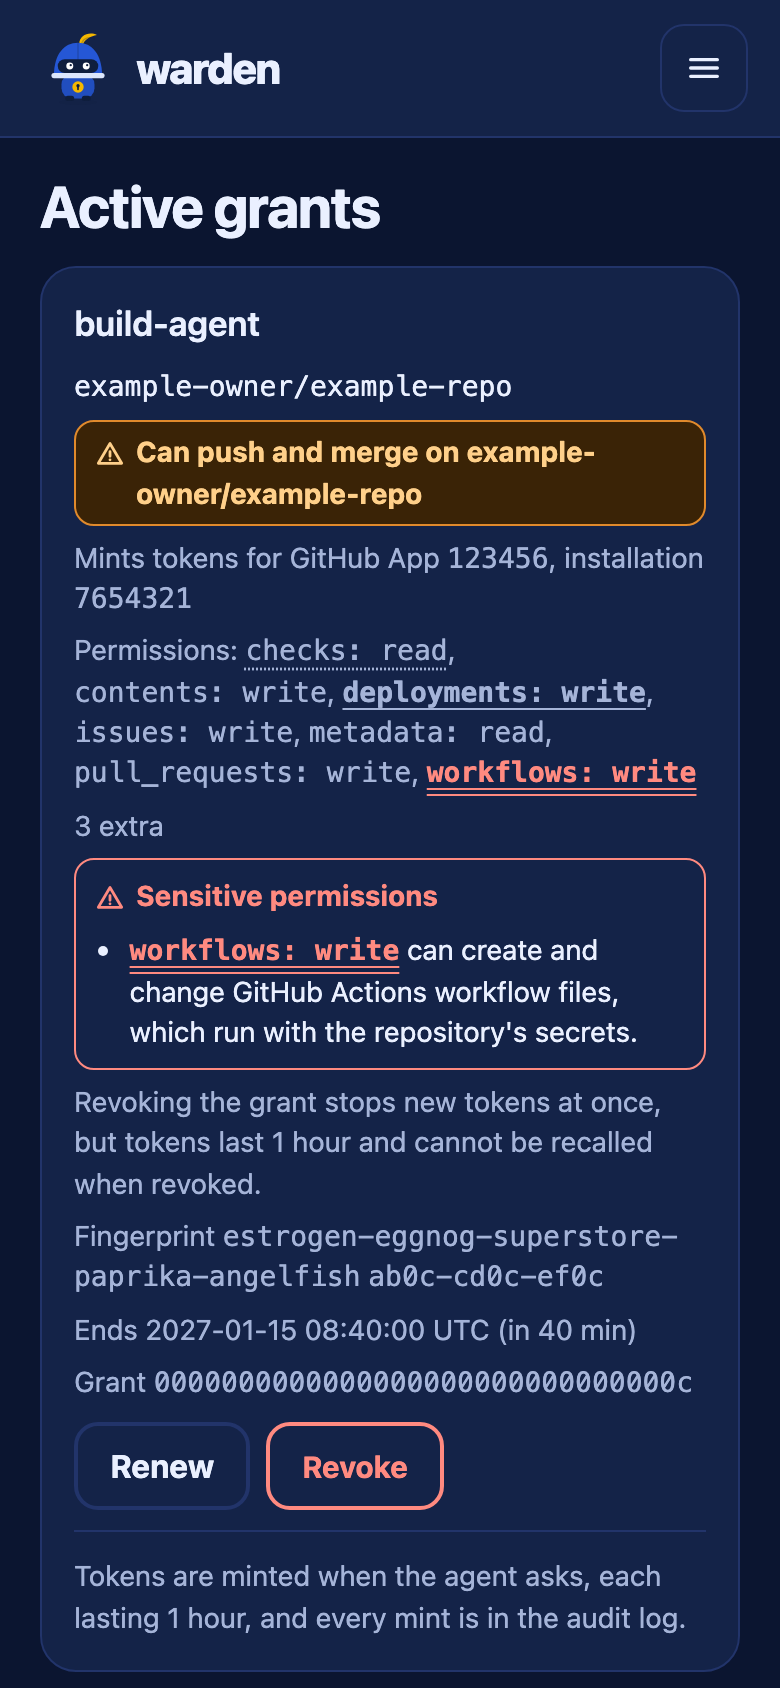 warden
Active grants
build-agent
example-owner/example-repo
Can push and merge on example-
owner/example-repo
Mints tokens for GitHub App 123456, installation
7654321
Permissions: checks: read,
contents: write, deployments: write,
issues: write, metadata: read,
pull_requests: write, workflows: write
3 extra
Sensitive permissions
• workflows: write can create and
change GitHub Actions workflow files,
which run with the repository's secrets.
Revoking the grant stops new tokens at once,
but tokens last 1 hour and cannot be recalled
when revoked.
Fingerprint estrogen-eggnog-superstore-
paprika-angelfish ab0c-cd0c-ef0c
Ends 2027-01-15 08:40:00 UTC (in 40 min)
Grant 0000000000000000000000000000000c
Renew
Revoke
Tokens are minted when the agent asks, each
lasting 1 hour, and every mint is in the audit log.